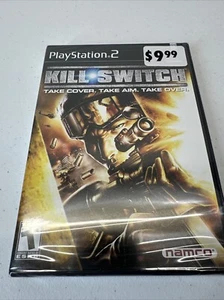 PlayStation.2
$9.99
KILL SWITCH
TAKE COVER. TAKE AIM. TAKE OVER.
namco